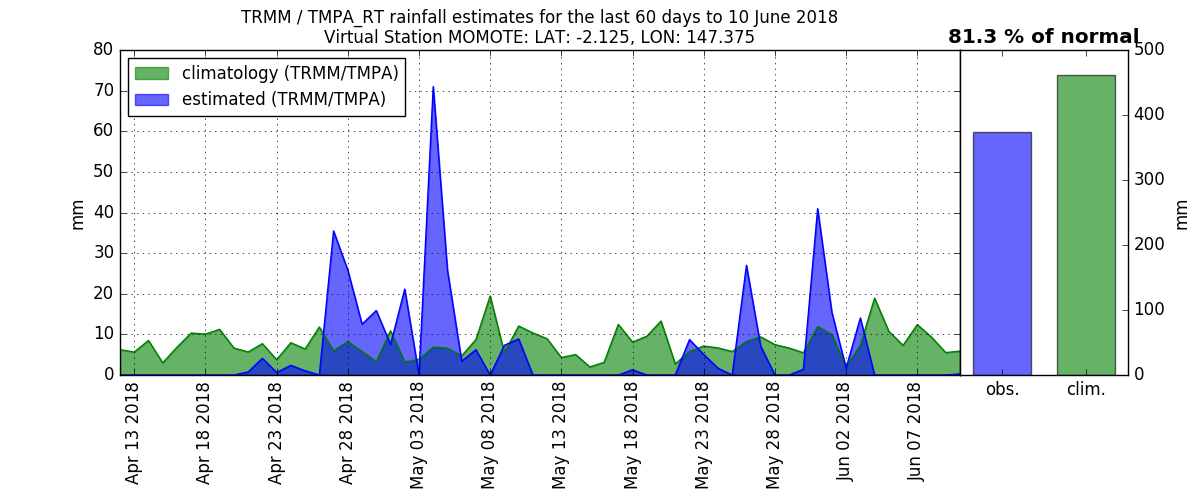 TRMM / TMPA_RT rainfall estimates for the last 60 days to 10 June 2018
Virtual Station MOMOTE: LAT: -2.125, LON: 147.375
81.3 % of normal
climatology (TRMM/TMPA)
estimated (TRMM/TMPA)
mm
80
70
60
50
40
30
20
10
0
Apr 13 2018
Apr 18 2018
Apr 23 2018
Apr 28 2018
May 03 2018
May 08 2018
May 13 2018
May 18 2018
May 23 2018
May 28 2018
Jun 02 2018
Jun 07 2018
obs.
clim.
500
400
300
200
100
0
mm